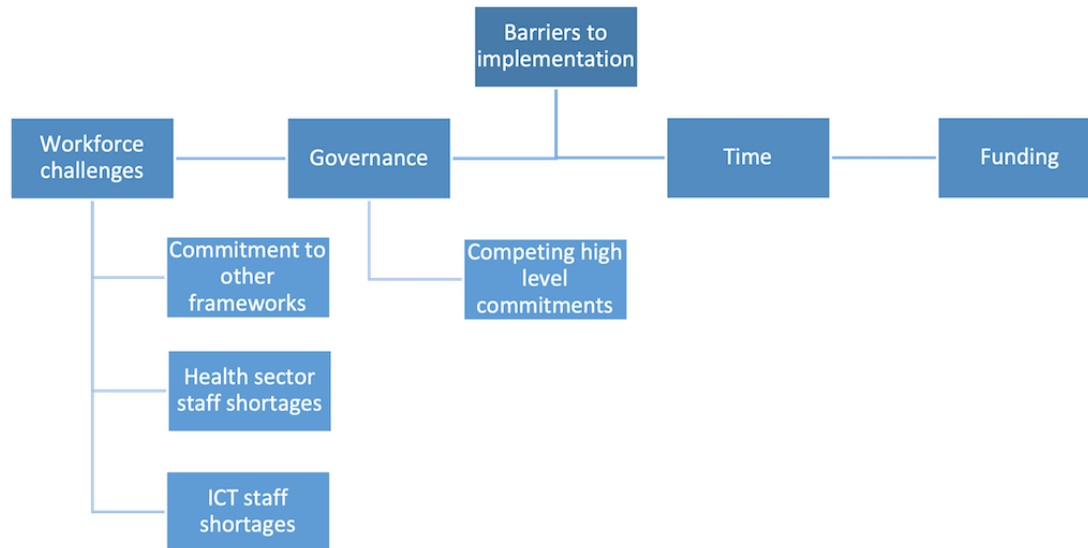 Barriers to
implementation
Workforce
challenges
Governance
Time
Funding
Commitment to
other
frameworks
Competing high
level
commitments
Health sector
staff shortages
ICT staff
shortages